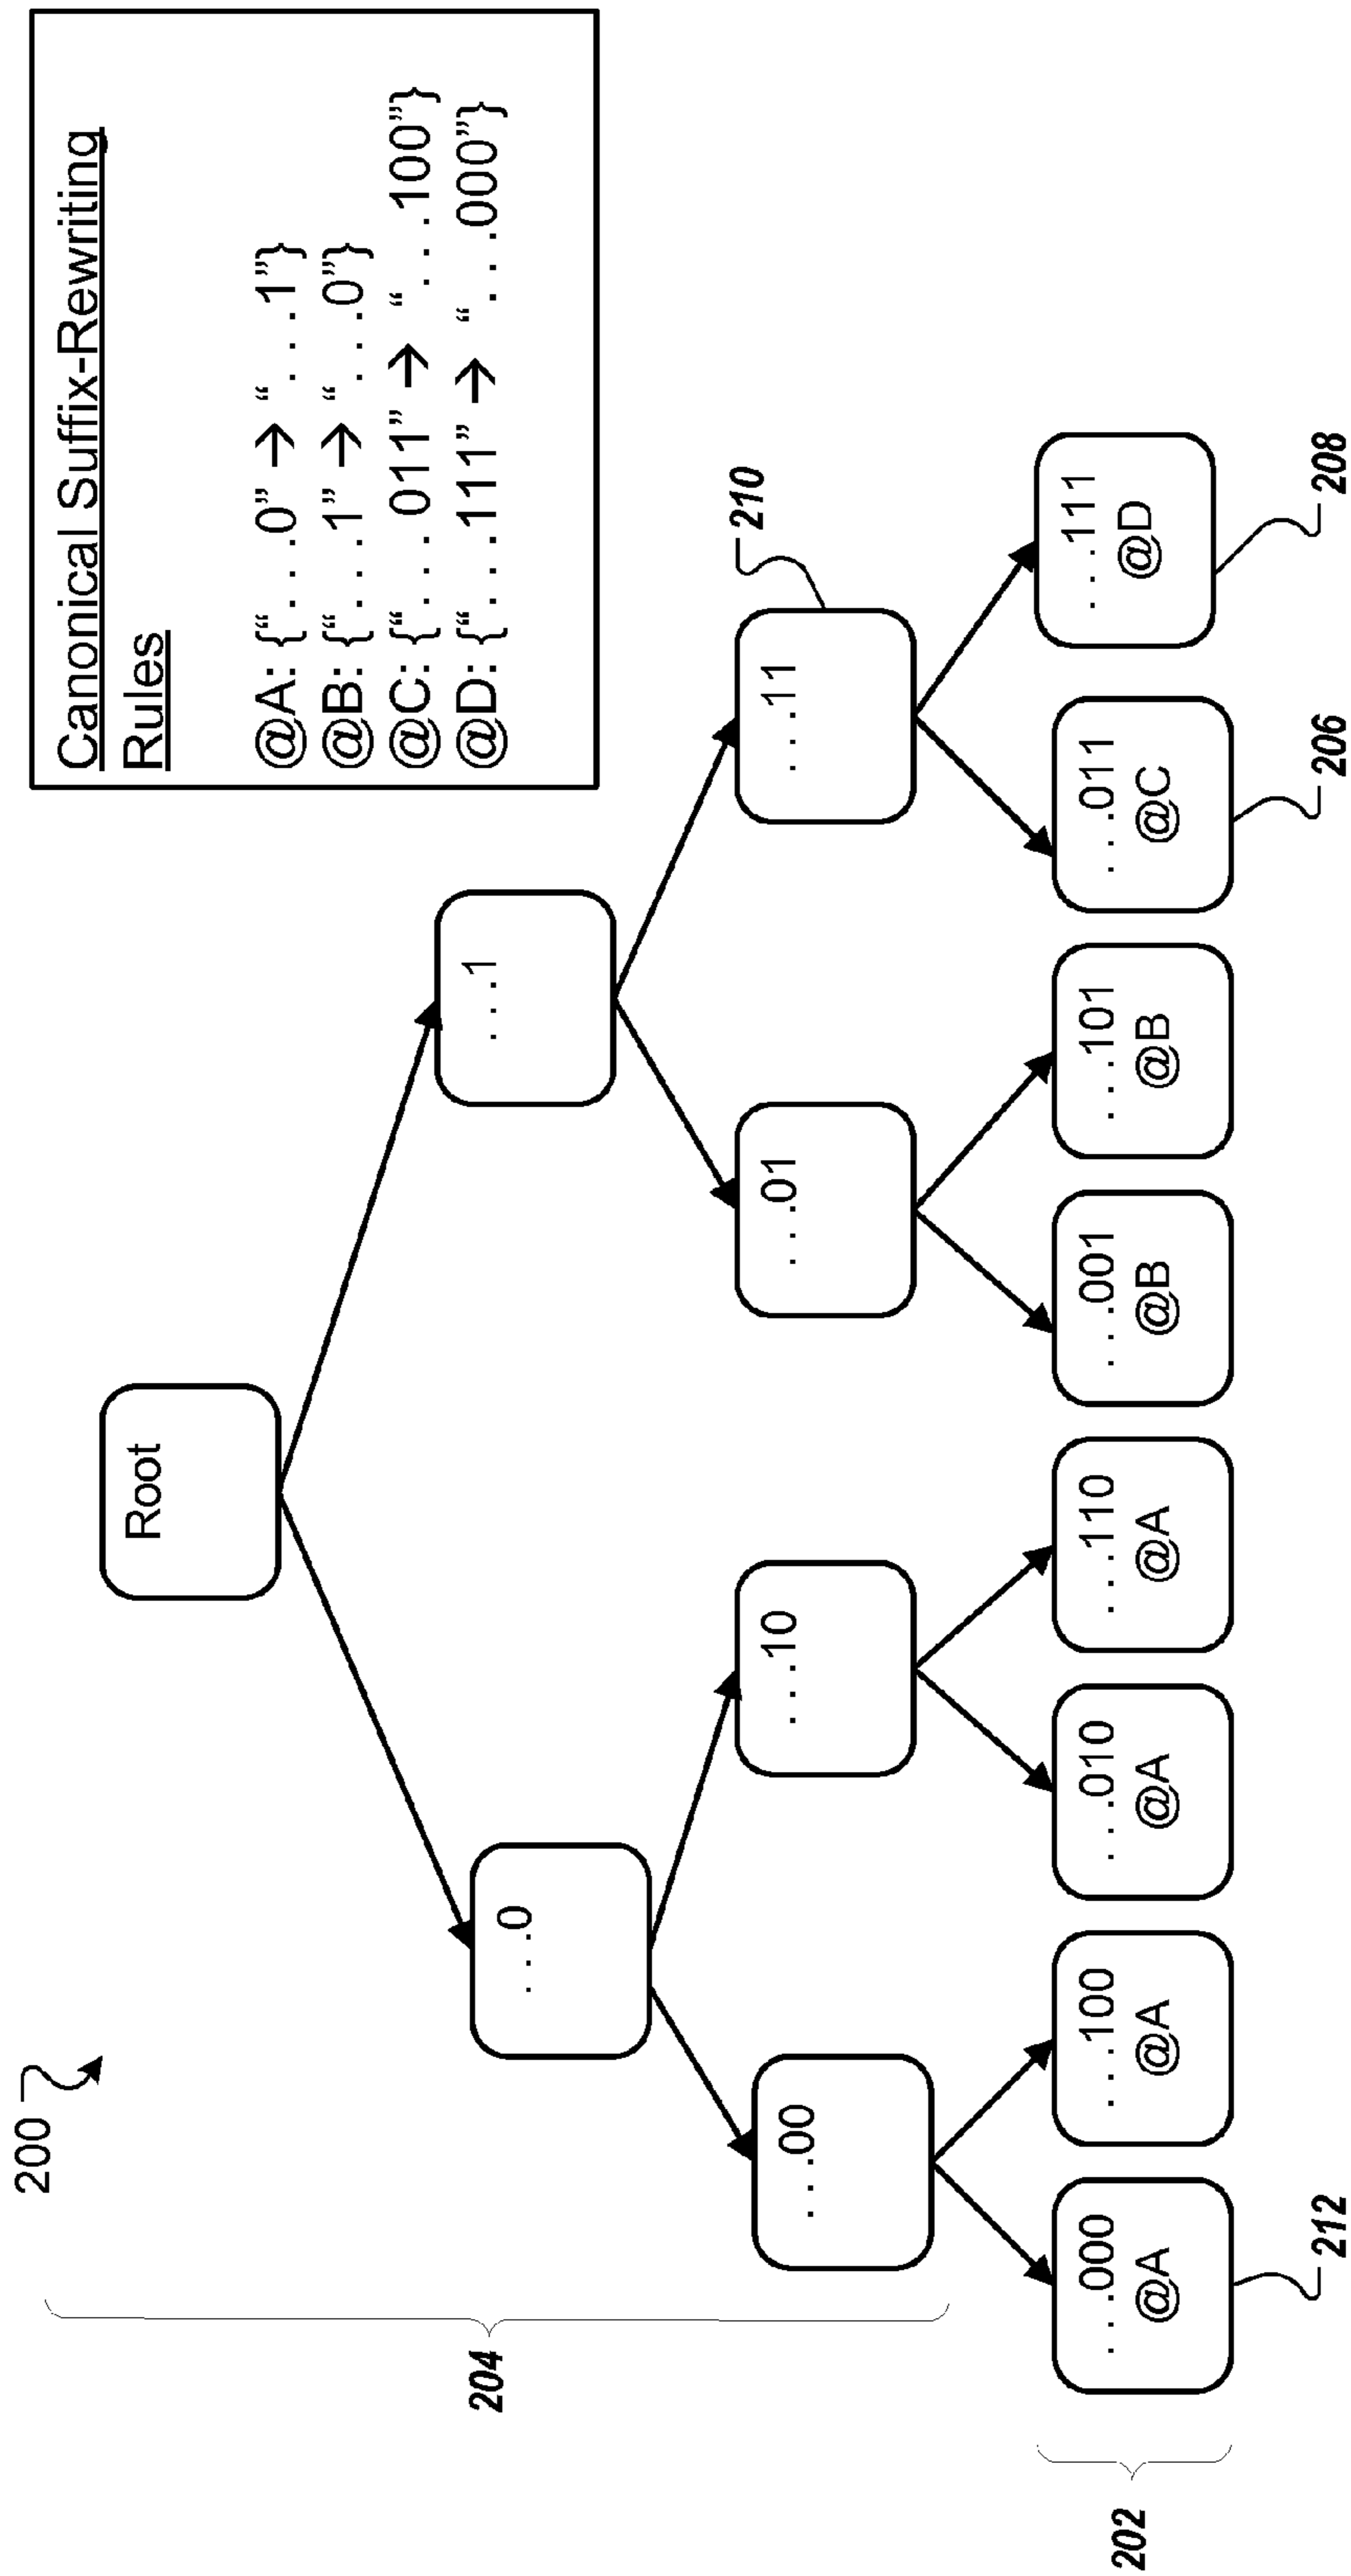 200
Canonical Suffix-Rewriting
Rules
@A: {“. . .0” → “. . .1”}
@B: {“. . .1” → “. . .0”}
@C: {“. . . 011” → “. . .100”}
@D: {“. . .111” → “. . .000”}
Root
204
. . .0
. . .1
. . .00
. . .10
. . .01
. . .11
210
202
. . .000
@A
. . .100
@A
. . .010
@A
. . .110
@A
. . .001
@B
. . .101
@B
. . .011
@C
. . .111
@D
212
206
208